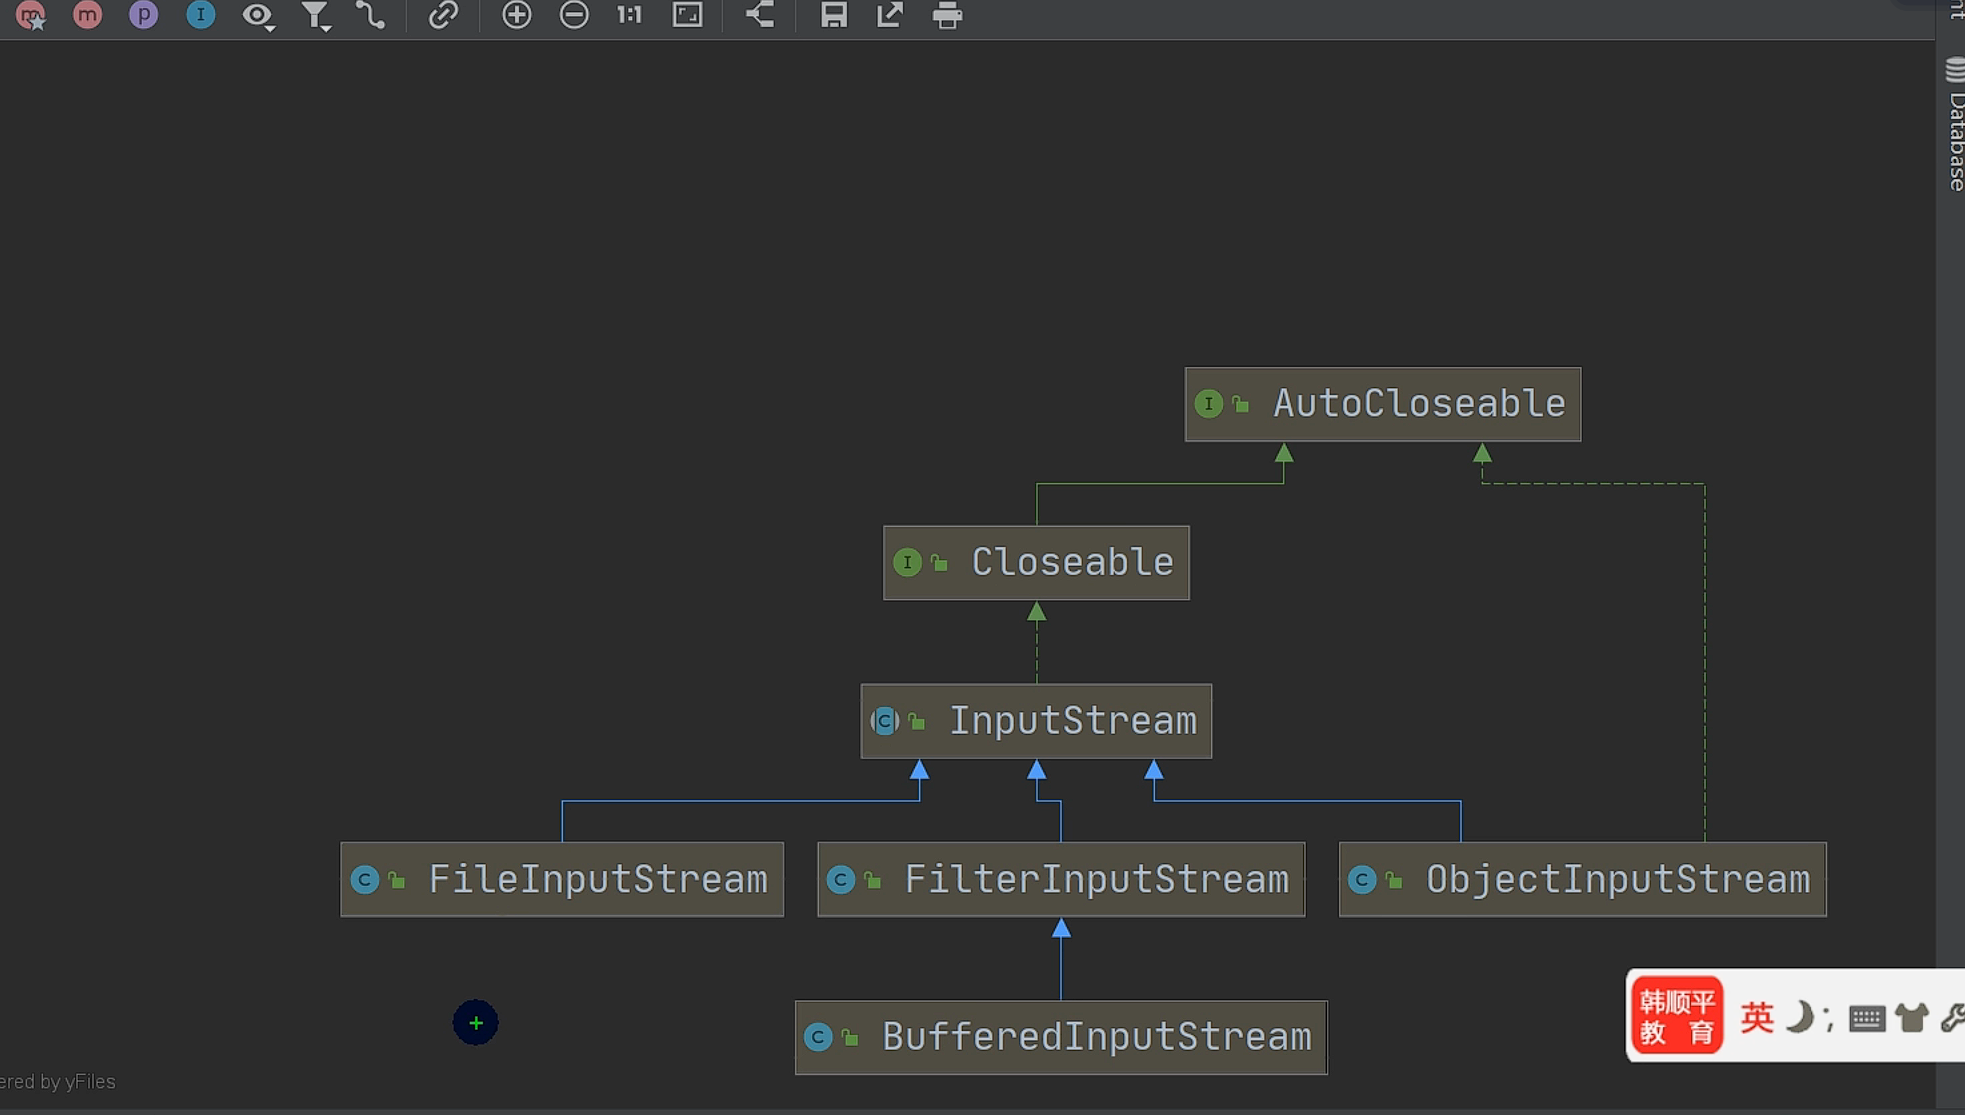 m m p I 1:1
Database
I AutoCloseable
I Closeable
C InputStream
C FileInputStream
C FilterInputStream
C ObjectInputStream
C BufferedInputStream
韩顺平
教 育
英 ;
ered by yFiles